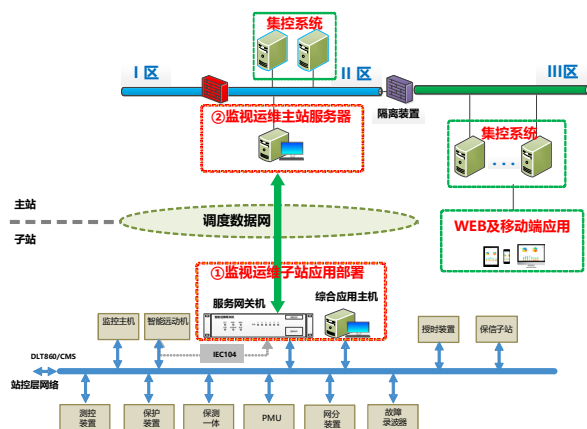 集控系统
I 区
II 区
III区
②监视运维主站服务器
隔离装置
集控系统
主站
子站
调度数据网
WEB及移动端应用
①监视运维子站应用部署
服务网关机
综合应用主机
监控主机
智能远动机
授时装置
保信子站
IEC104
DLT860/CMS
站控层网络
测控
装置
保护
装置
保测
一体
PMU
网分
装置
故障
录波器